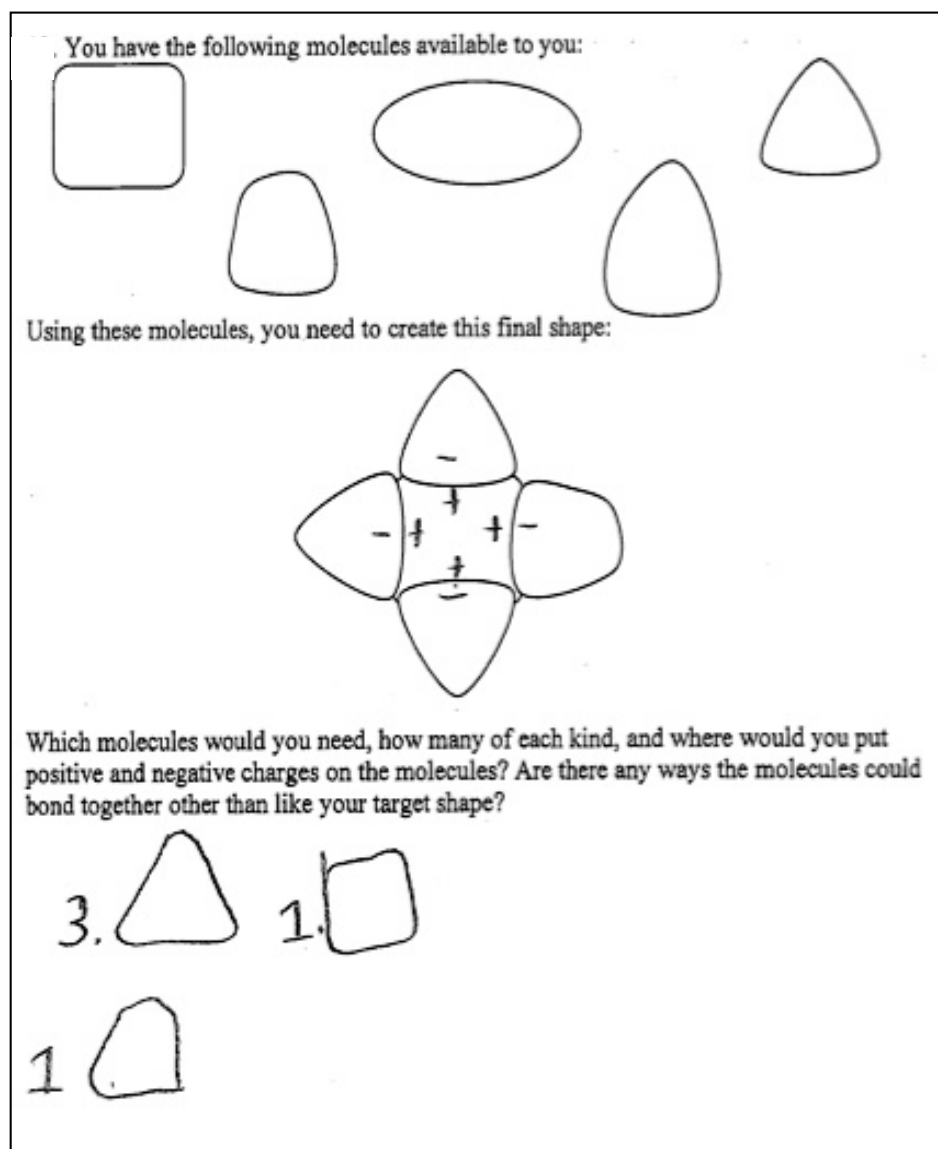 . You have the following molecules available to you:
Using these molecules, you need to create this final shape:
-
+
- + + -
+
-
Which molecules would you need, how many of each kind, and where would you put
positive and negative charges on the molecules? Are there any ways the molecules could
bond together other than like your target shape?
3. 1.
1